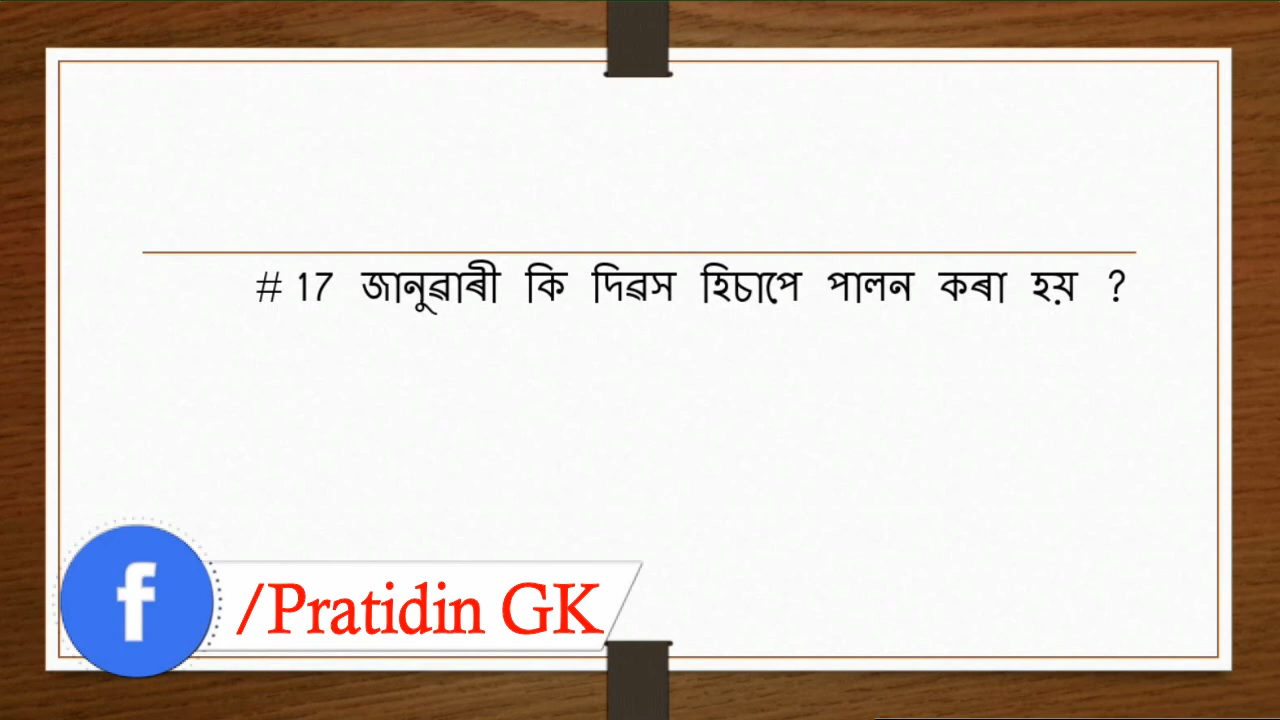 # 17 জানুৱাৰী কি দিৱস হিচাপে পালন কৰা হয় ?
f
/Pratidin GK